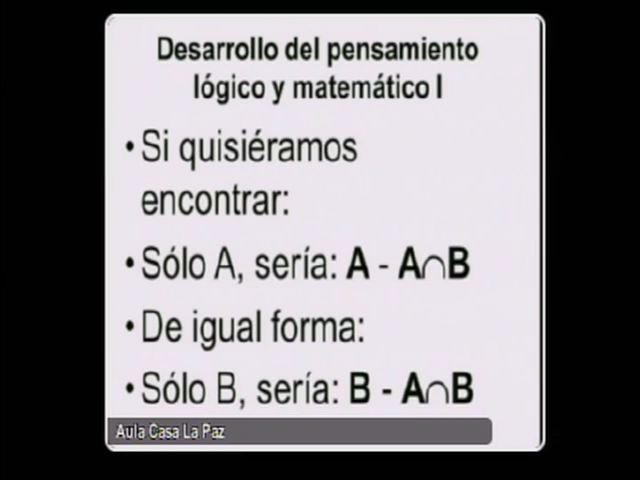 Desarrollo del pensamiento
lógico y matemático I
• Si quisiéramos
encontrar:
• Sólo A, sería: A - A∩B
• De igual forma:
• Sólo B, sería: B - A∩B
Aula Casa La Paz